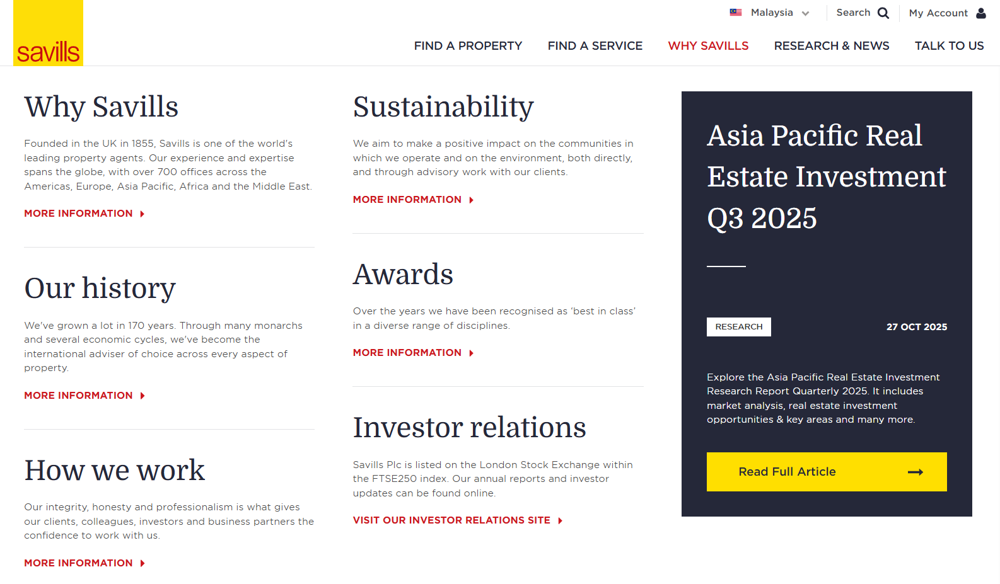 savills
Malaysia
Search
My Account
FIND A PROPERTY
FIND A SERVICE
WHY SAVILLS
RESEARCH & NEWS
TALK TO US
Why Savills
Founded in the UK in 1855, Savills is one of the world's
leading property agents. Our experience and expertise
spans the globe, with over 700 offices across the
Americas, Europe, Asia Pacific, Africa and the Middle East.
MORE INFORMATION
Our history
We've grown a lot in 170 years. Through many monarchs
and several economic cycles, we've become the
international adviser of choice across every aspect of
property.
MORE INFORMATION
How we work
Our integrity, honesty and professionalism is what gives
our clients, colleagues, investors and business partners the
confidence to work with us.
MORE INFORMATION
Sustainability
We aim to make a positive impact on the communities in
which we operate and on the environment, both directly,
and through advisory work with our clients.
MORE INFORMATION
Awards
Over the years we have been recognised as ‘best in class’
in a diverse range of disciplines.
MORE INFORMATION
Investor relations
Savills Plc is listed on the London Stock Exchange within
the FTSE250 index. Our annual reports and investor
updates can be found online.
VISIT OUR INVESTOR RELATIONS SITE
Asia Pacific Real
Estate Investment
Q3 2025
RESEARCH
27 OCT 2025
Explore the Asia Pacific Real Estate Investment
Research Report Quarterly 2025. It includes
market analysis, real estate investment
opportunities & key areas and many more.
Read Full Article